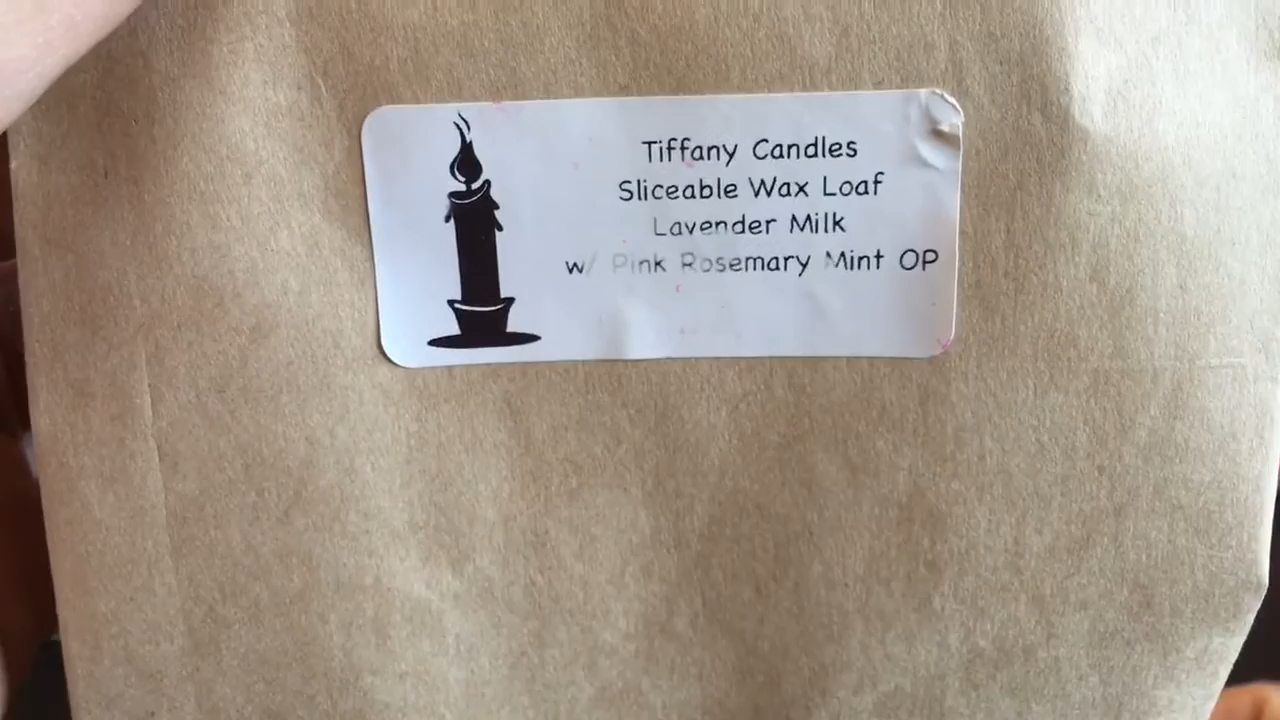 Tiffany Candles
Sliceable Wax Loaf
Lavender Milk
w/ Pink Rosemary Mint OP